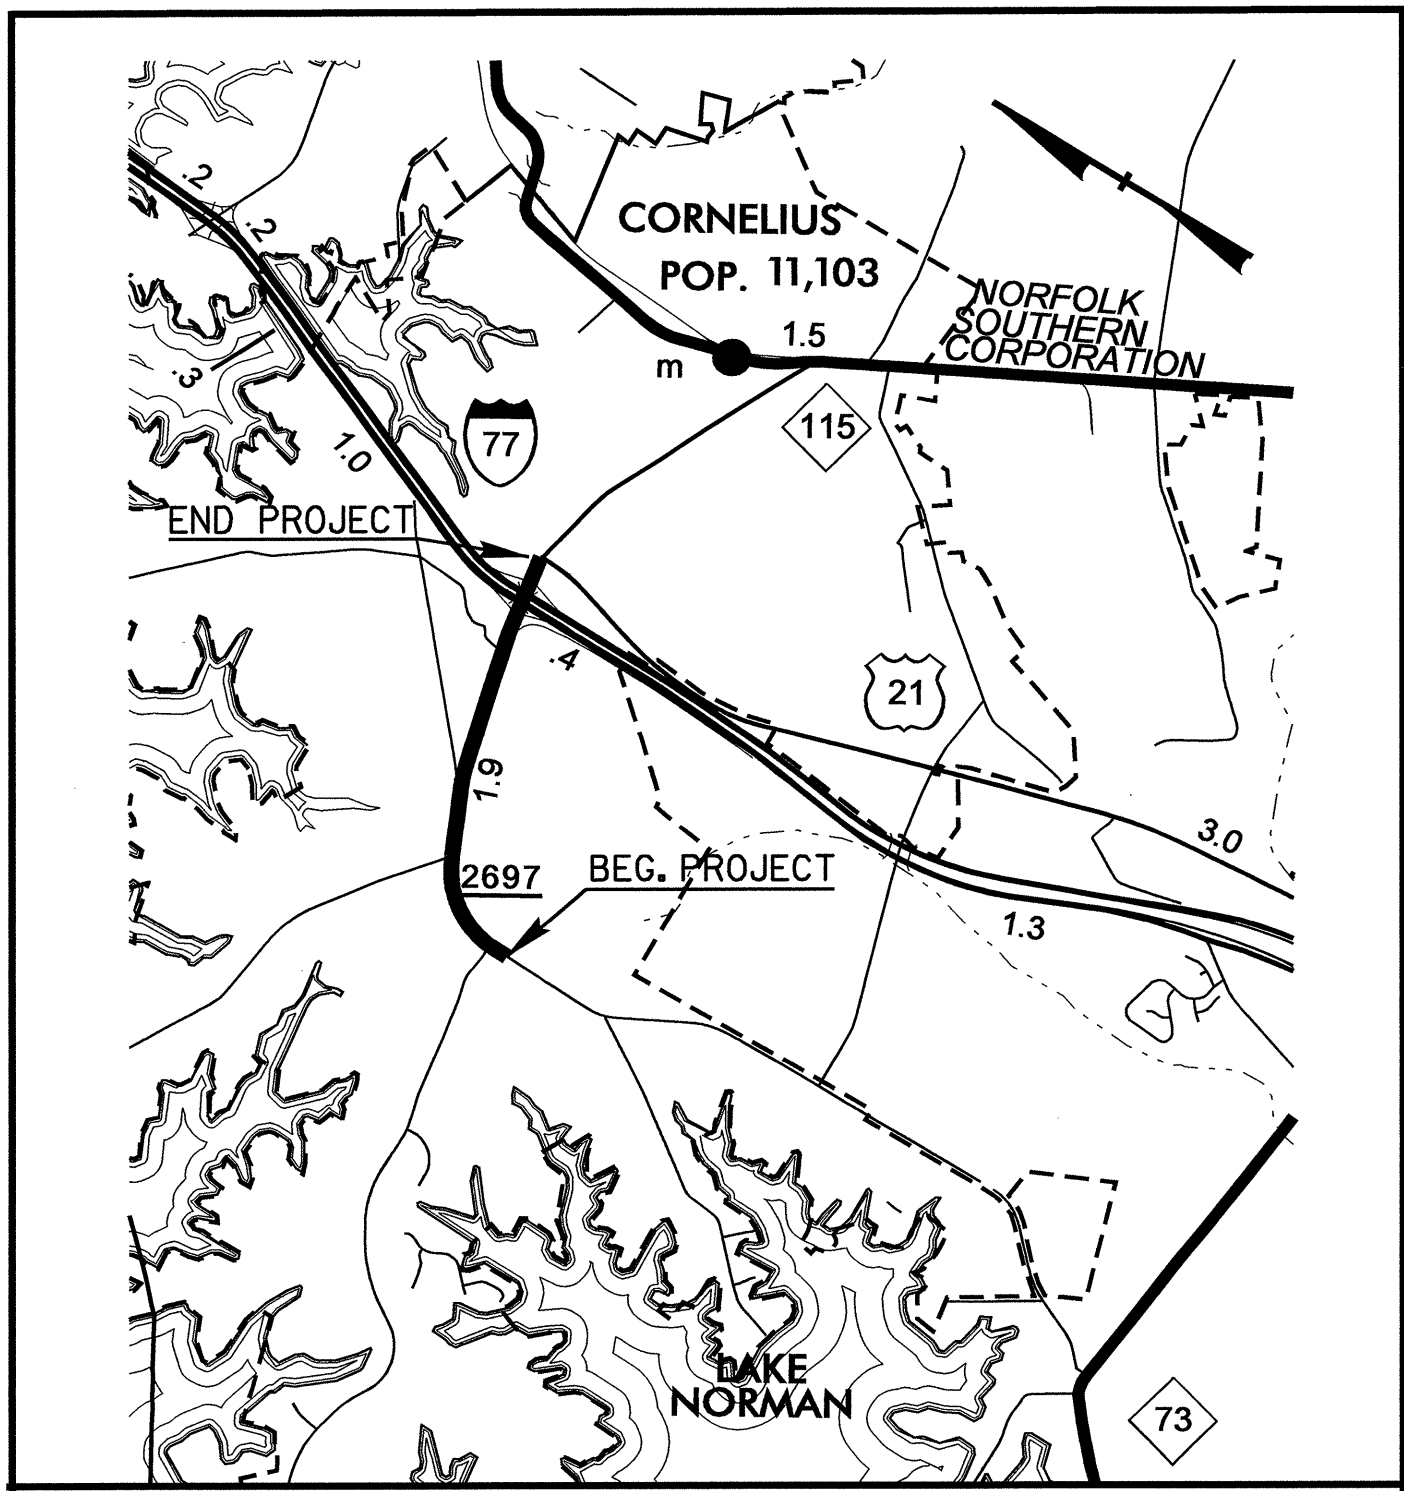 .2
.2
CORNELIUS
POP. 11,103
NORFOLK
SOUTHERN
CORPORATION
1.5
m
.3
115
77
1.0
END PROJECT
.4
21
1.9
3.0
BEG. PROJECT
2697
1.3
LAKE
NORMAN
73